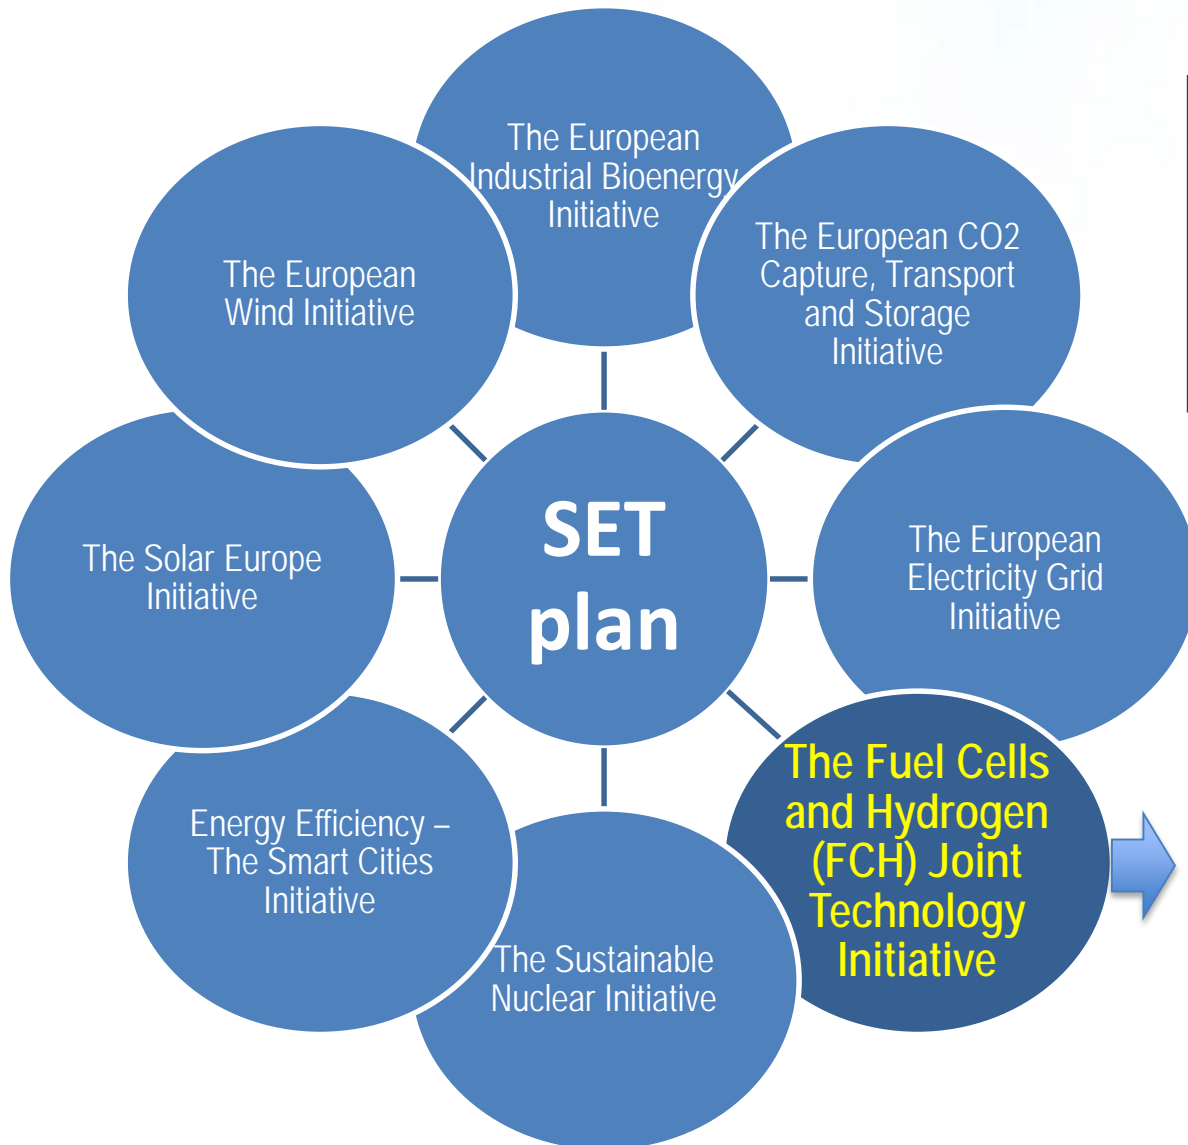 The European
Industrial Bioenergy
Initiative
The European CO2
Capture, Transport
and Storage
Initiative
The European
Electricity Grid
Initiative
The Fuel Cells
and Hydrogen
(FCH) Joint
Technology
Initiative
The Sustainable
Nuclear Initiative
Energy Efficiency –
The Smart Cities
Initiative
The Solar Europe
Initiative
The European
Wind Initiative
SET
plan